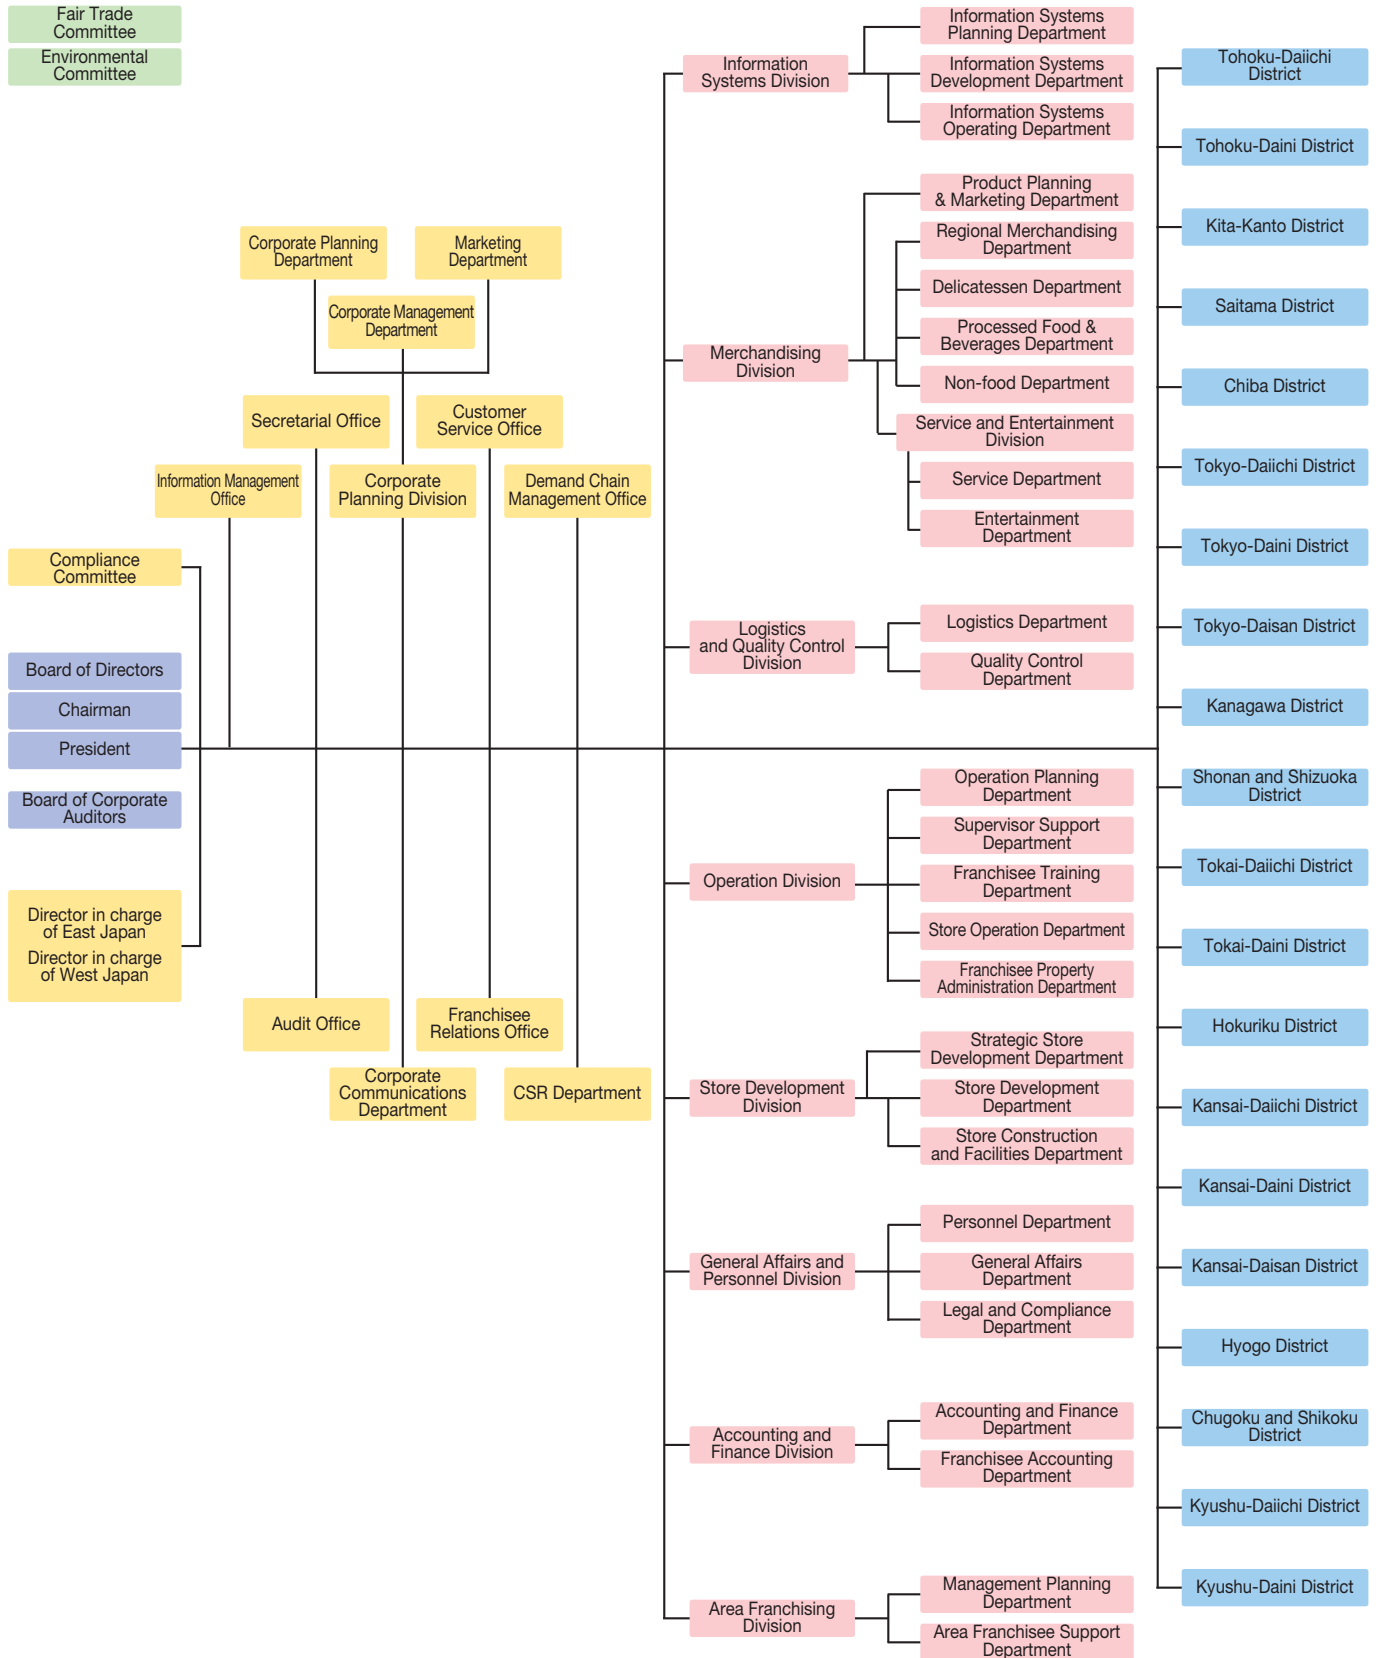 Fair Trade
Committee
Environmental
Committee
Corporate Planning
Department
Marketing
Department
Corporate Management
Department
Secretarial Office
Customer
Service Office
Information Management
Office
Corporate
Planning Division
Demand Chain
Management Office
Compliance
Committee
Board of Directors
Chairman
President
Board of Corporate
Auditors
Director in charge
of East Japan
Director in charge
of West Japan
Audit Office
Franchisee
Relations Office
Corporate
Communications
Department
CSR Department
Information
Systems Division
Information Systems
Planning Department
Information Systems
Development Department
Information Systems
Operating Department
Merchandising
Division
Product Planning
& Marketing Department
Regional Merchandising
Department
Delicatessen Department
Processed Food &
Beverages Department
Non-food Department
Service and Entertainment
Division
Service Department
Entertainment
Department
Logistics
and Quality Control
Division
Logistics Department
Quality Control
Department
Operation Division
Operation Planning
Department
Supervisor Support
Department
Franchisee Training
Department
Store Operation Department
Franchisee Property
Administration Department
Store Development
Division
Strategic Store
Development Department
Store Development
Department
Store Construction
and Facilities Department
General Affairs and
Personnel Division
Personnel Department
General Affairs
Department
Legal and Compliance
Department
Accounting and
Finance Division
Accounting and Finance
Department
Franchisee Accounting
Department
Area Franchising
Division
Management Planning
Department
Area Franchisee Support
Department
Tohoku-Daiichi
District
Tohoku-Daini District
Kita-Kanto District
Saitama District
Chiba District
Tokyo-Daiichi District
Tokyo-Daini District
Tokyo-Daisan District
Kanagawa District
Shonan and Shizuoka
District
Tokai-Daiichi District
Tokai-Daini District
Hokuriku District
Kansai-Daiichi District
Kansai-Daini District
Kansai-Daisan District
Hyogo District
Chugoku and Shikoku
District
Kyushu-Daiichi District
Kyushu-Daini District